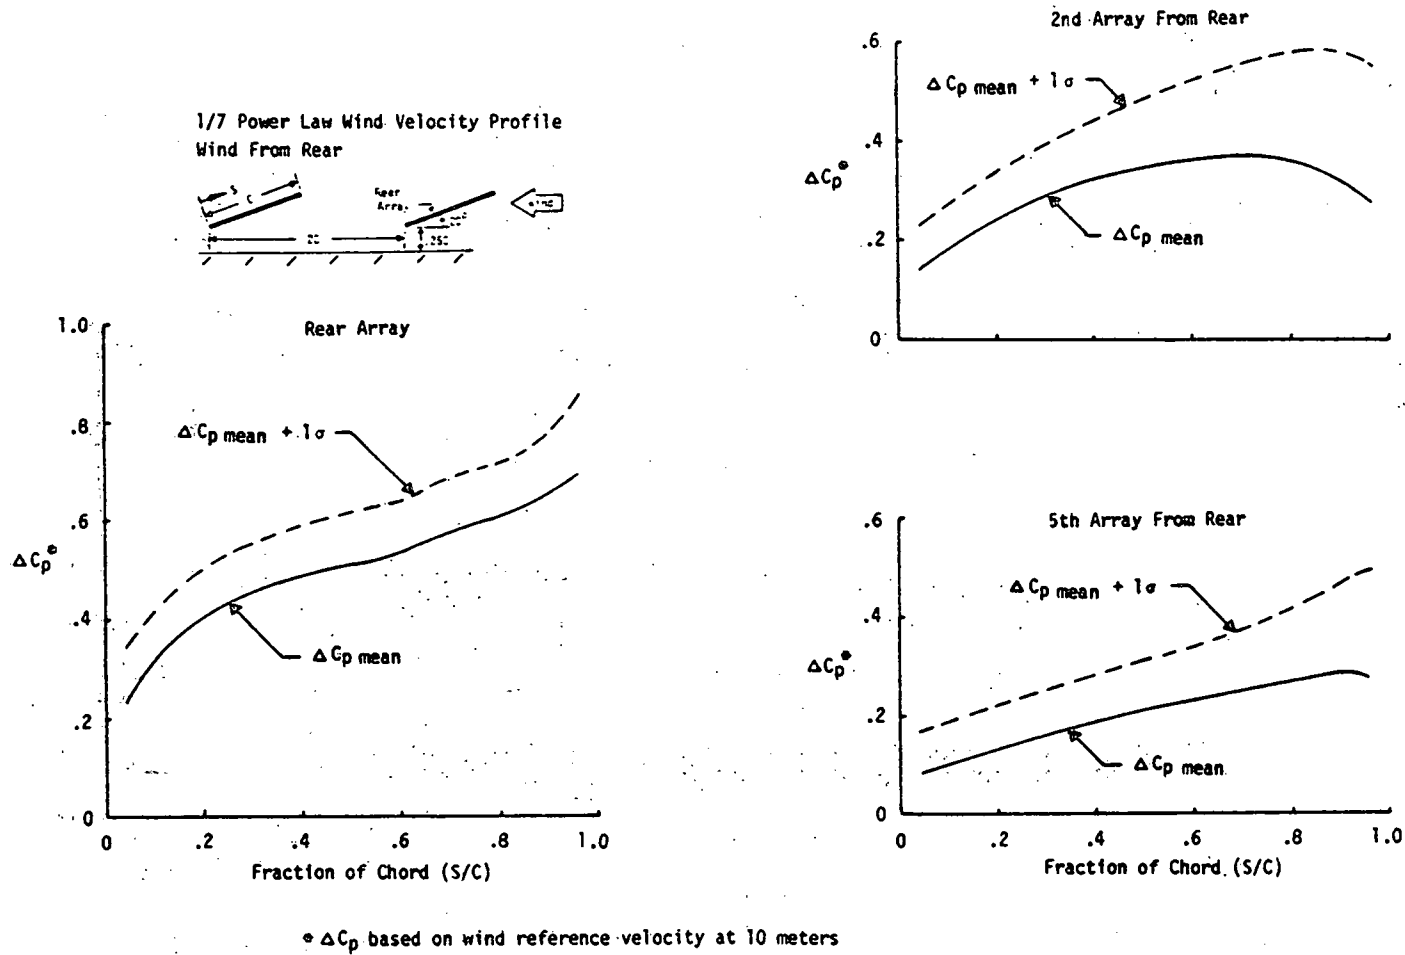 1/7 Power Law Wind Velocity Profile
Wind From Rear
S
C
Rear
Array
2C
.25C
Rear Array
1.0
.8
.6
.4
.2
0
ΔCp*
ΔCp mean + 1σ
ΔCp mean
0 .2 .4 .6 .8 1.0
Fraction of Chord (S/C)
2nd Array From Rear
.6
.4
.2
0
ΔCp*
ΔCp mean + 1σ
ΔCp mean
5th Array From Rear
.6
.4
.2
0
ΔCp*
ΔCp mean + 1σ
ΔCp mean
0 .2 .4 .6 .8 1.0
Fraction of Chord (S/C)
* ΔCp based on wind reference velocity at 10 meters